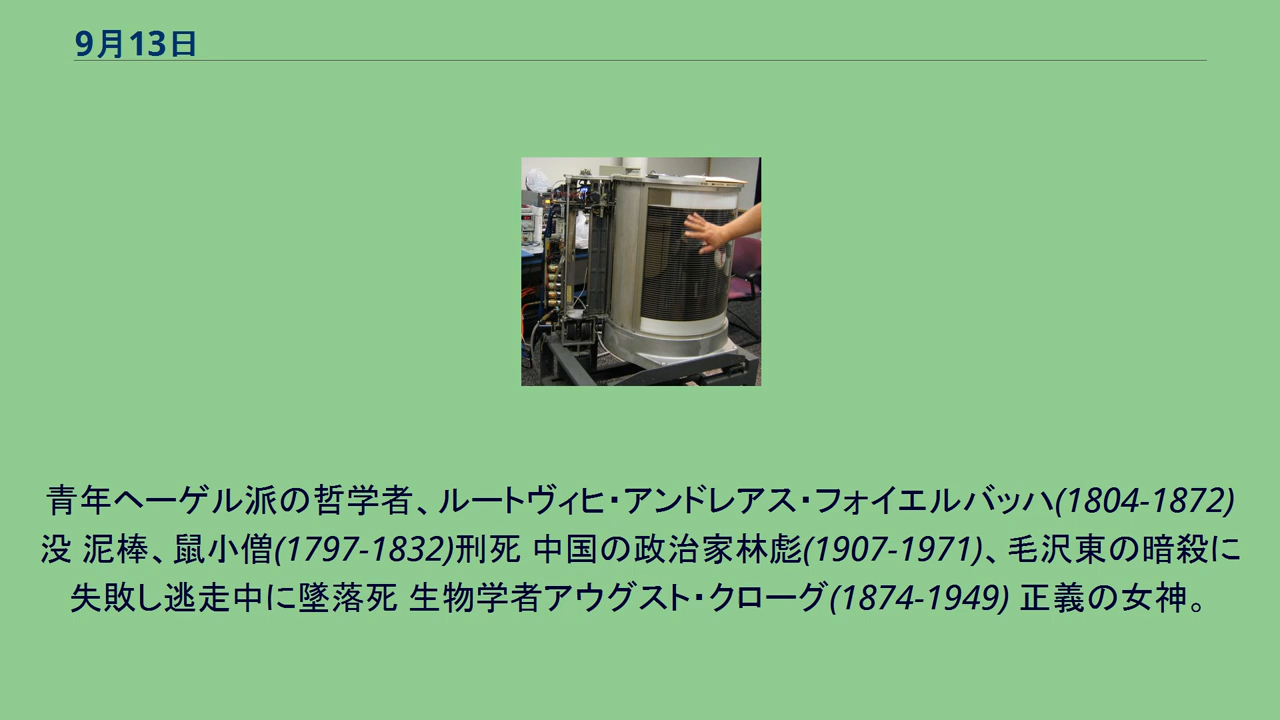 9月13日
青年ヘーゲル派の哲学者、ルートヴィヒ・アンドレアス・フォイエルバッハ(1804-1872)
没 泥棒、鼠小僧(1797-1832)刑死 中国の政治家林彪(1907-1971)、毛沢東の暗殺に
失敗し逃走中に墜落死 生物学者アウグスト・クローグ(1874-1949) 正義の女神。